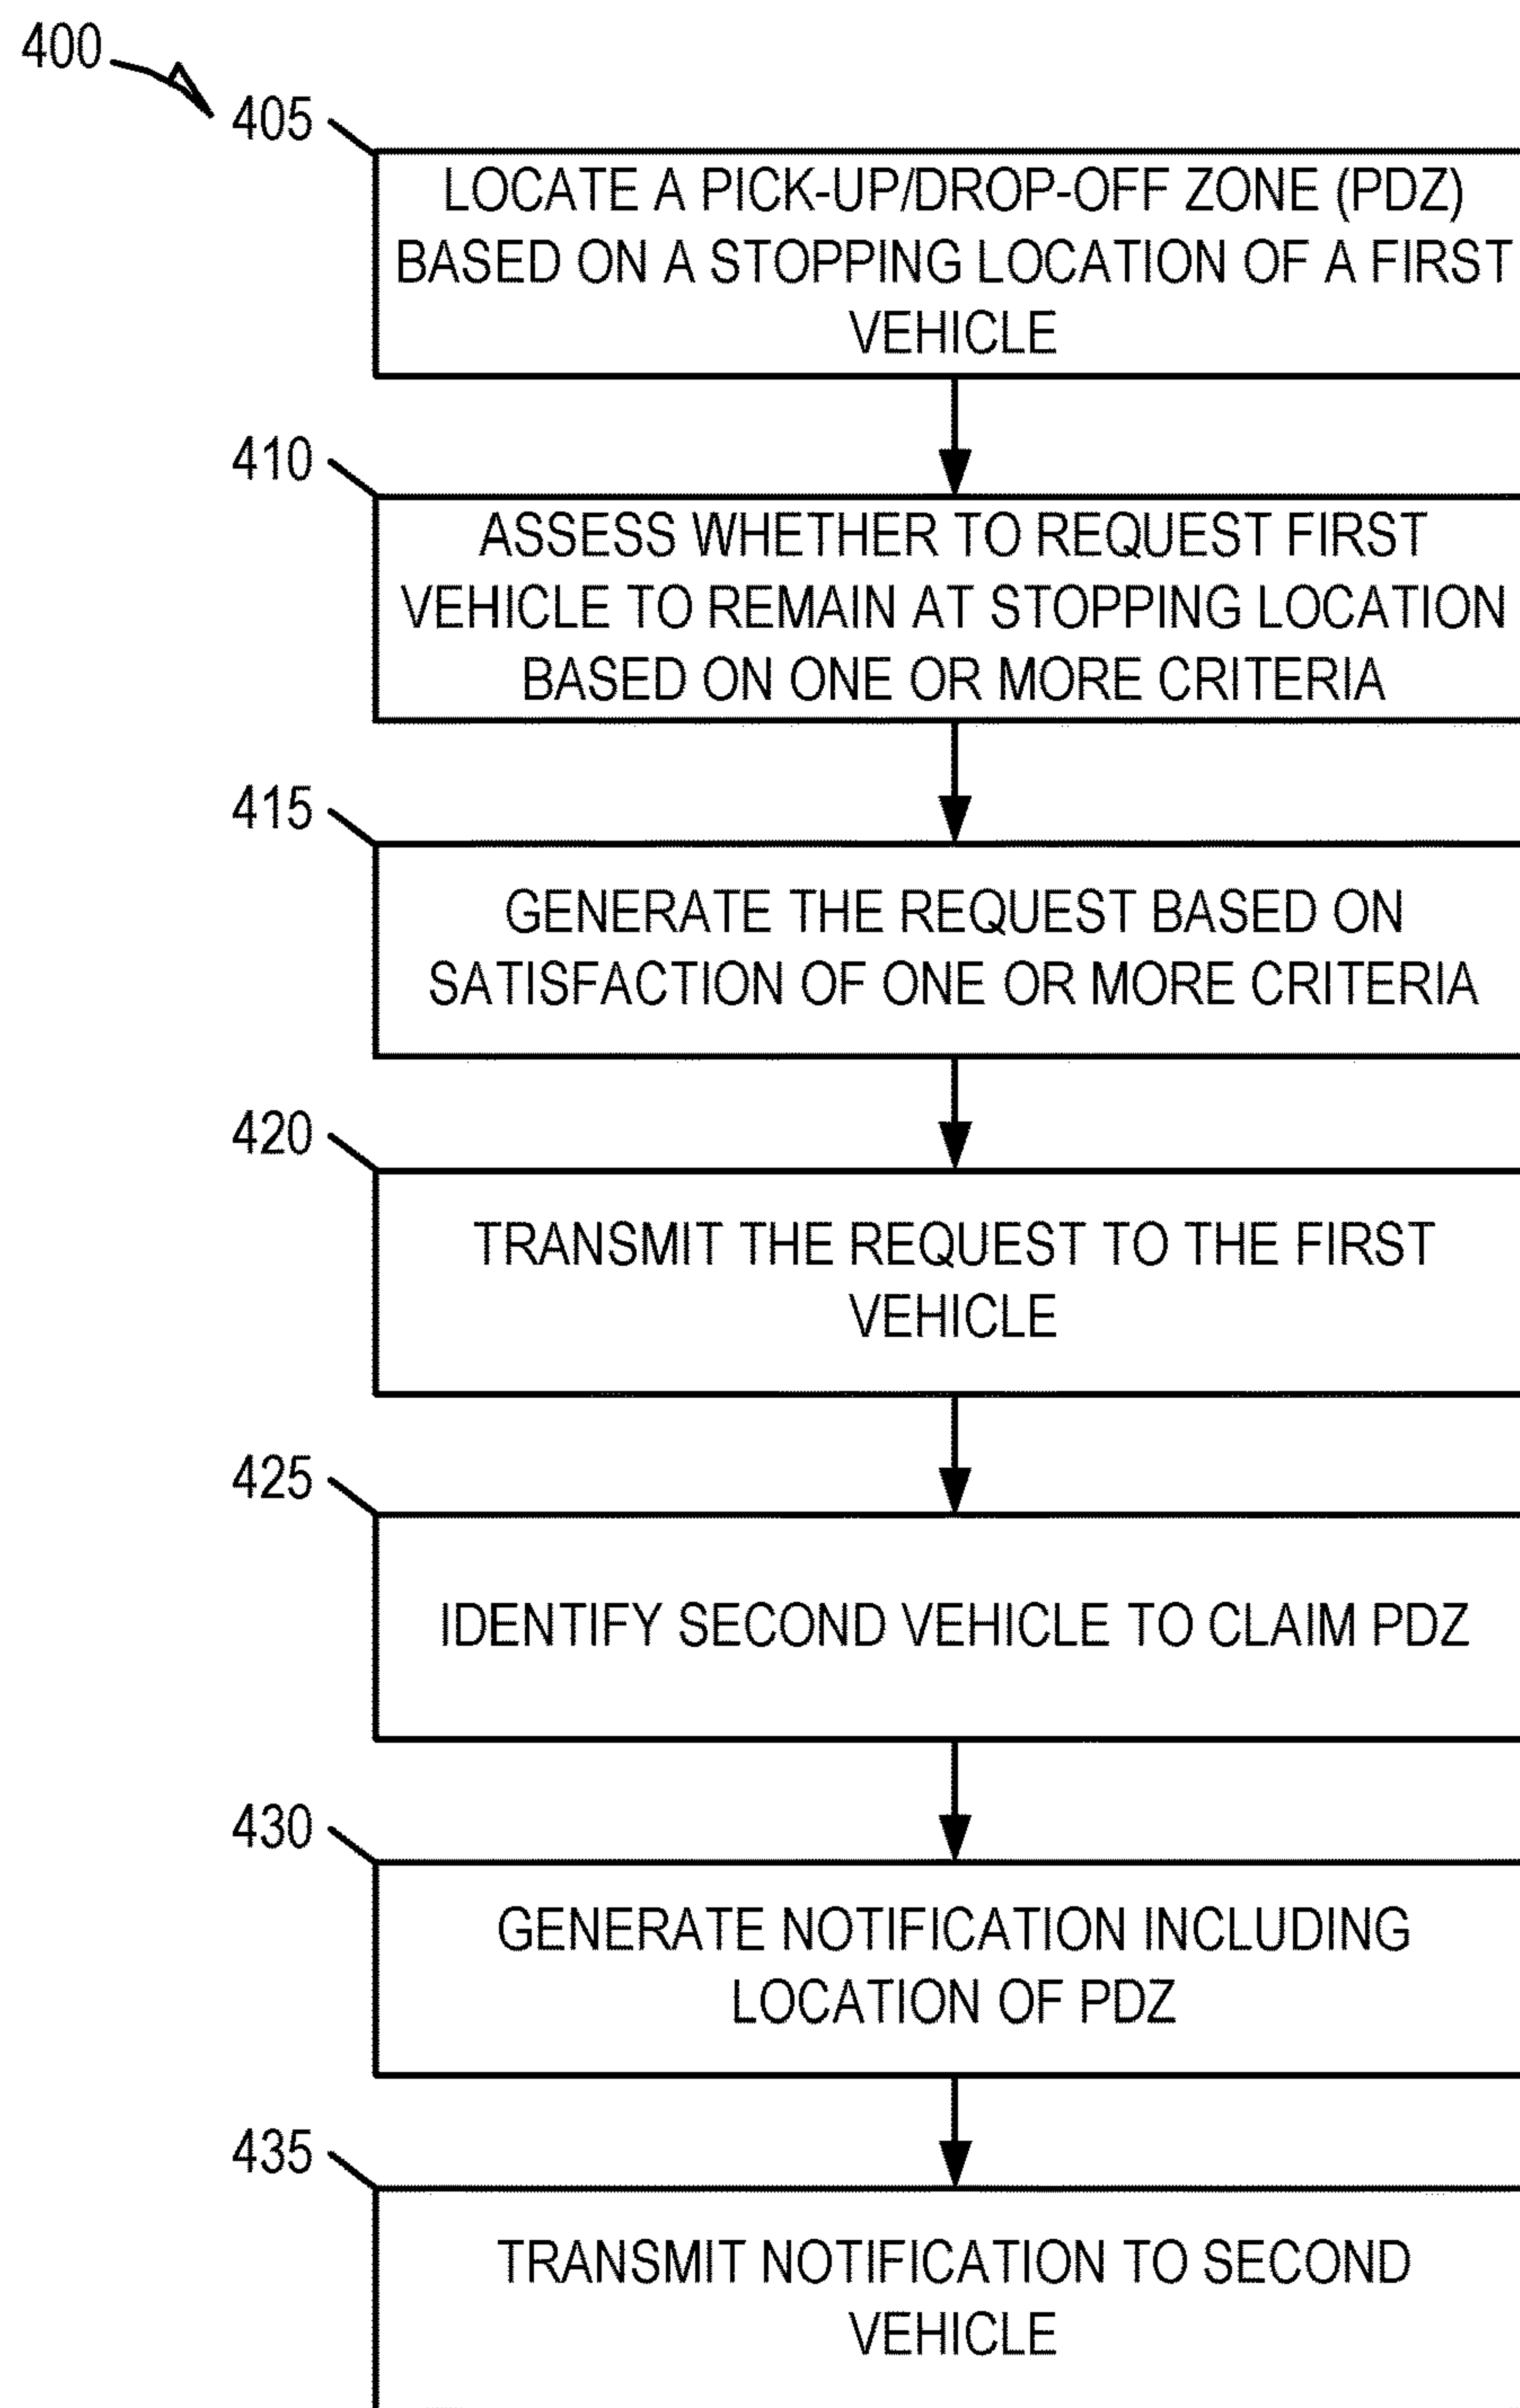 400
405
LOCATE A PICK-UP/DROP-OFF ZONE (PDZ)
BASED ON A STOPPING LOCATION OF A FIRST
VEHICLE
410
ASSESS WHETHER TO REQUEST FIRST
VEHICLE TO REMAIN AT STOPPING LOCATION
BASED ON ONE OR MORE CRITERIA
415
GENERATE THE REQUEST BASED ON
SATISFACTION OF ONE OR MORE CRITERIA
420
TRANSMIT THE REQUEST TO THE FIRST
VEHICLE
425
IDENTIFY SECOND VEHICLE TO CLAIM PDZ
430
GENERATE NOTIFICATION INCLUDING
LOCATION OF PDZ
435
TRANSMIT NOTIFICATION TO SECOND
VEHICLE